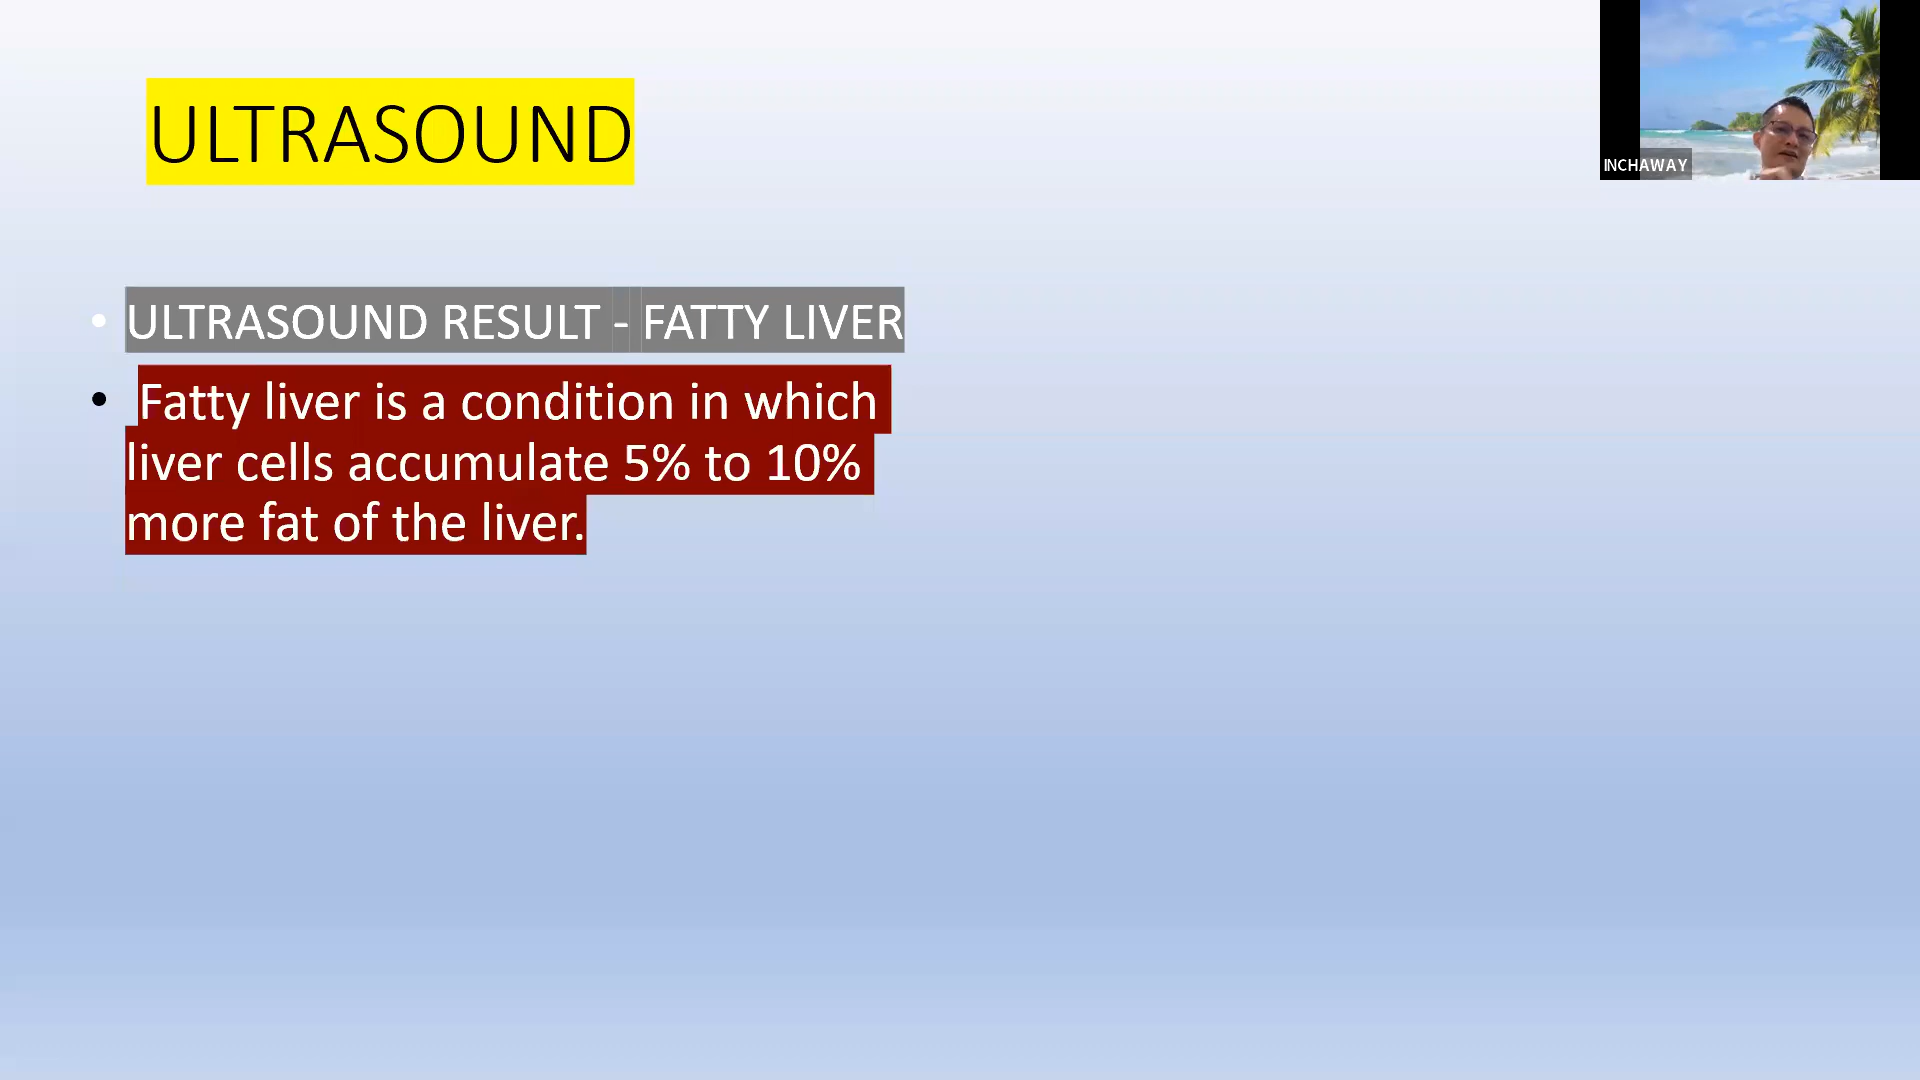 ULTRASOUND
INCHAWAY
• ULTRASOUND RESULT - FATTY LIVER
• Fatty liver is a condition in which
liver cells accumulate 5% to 10%
more fat of the liver.